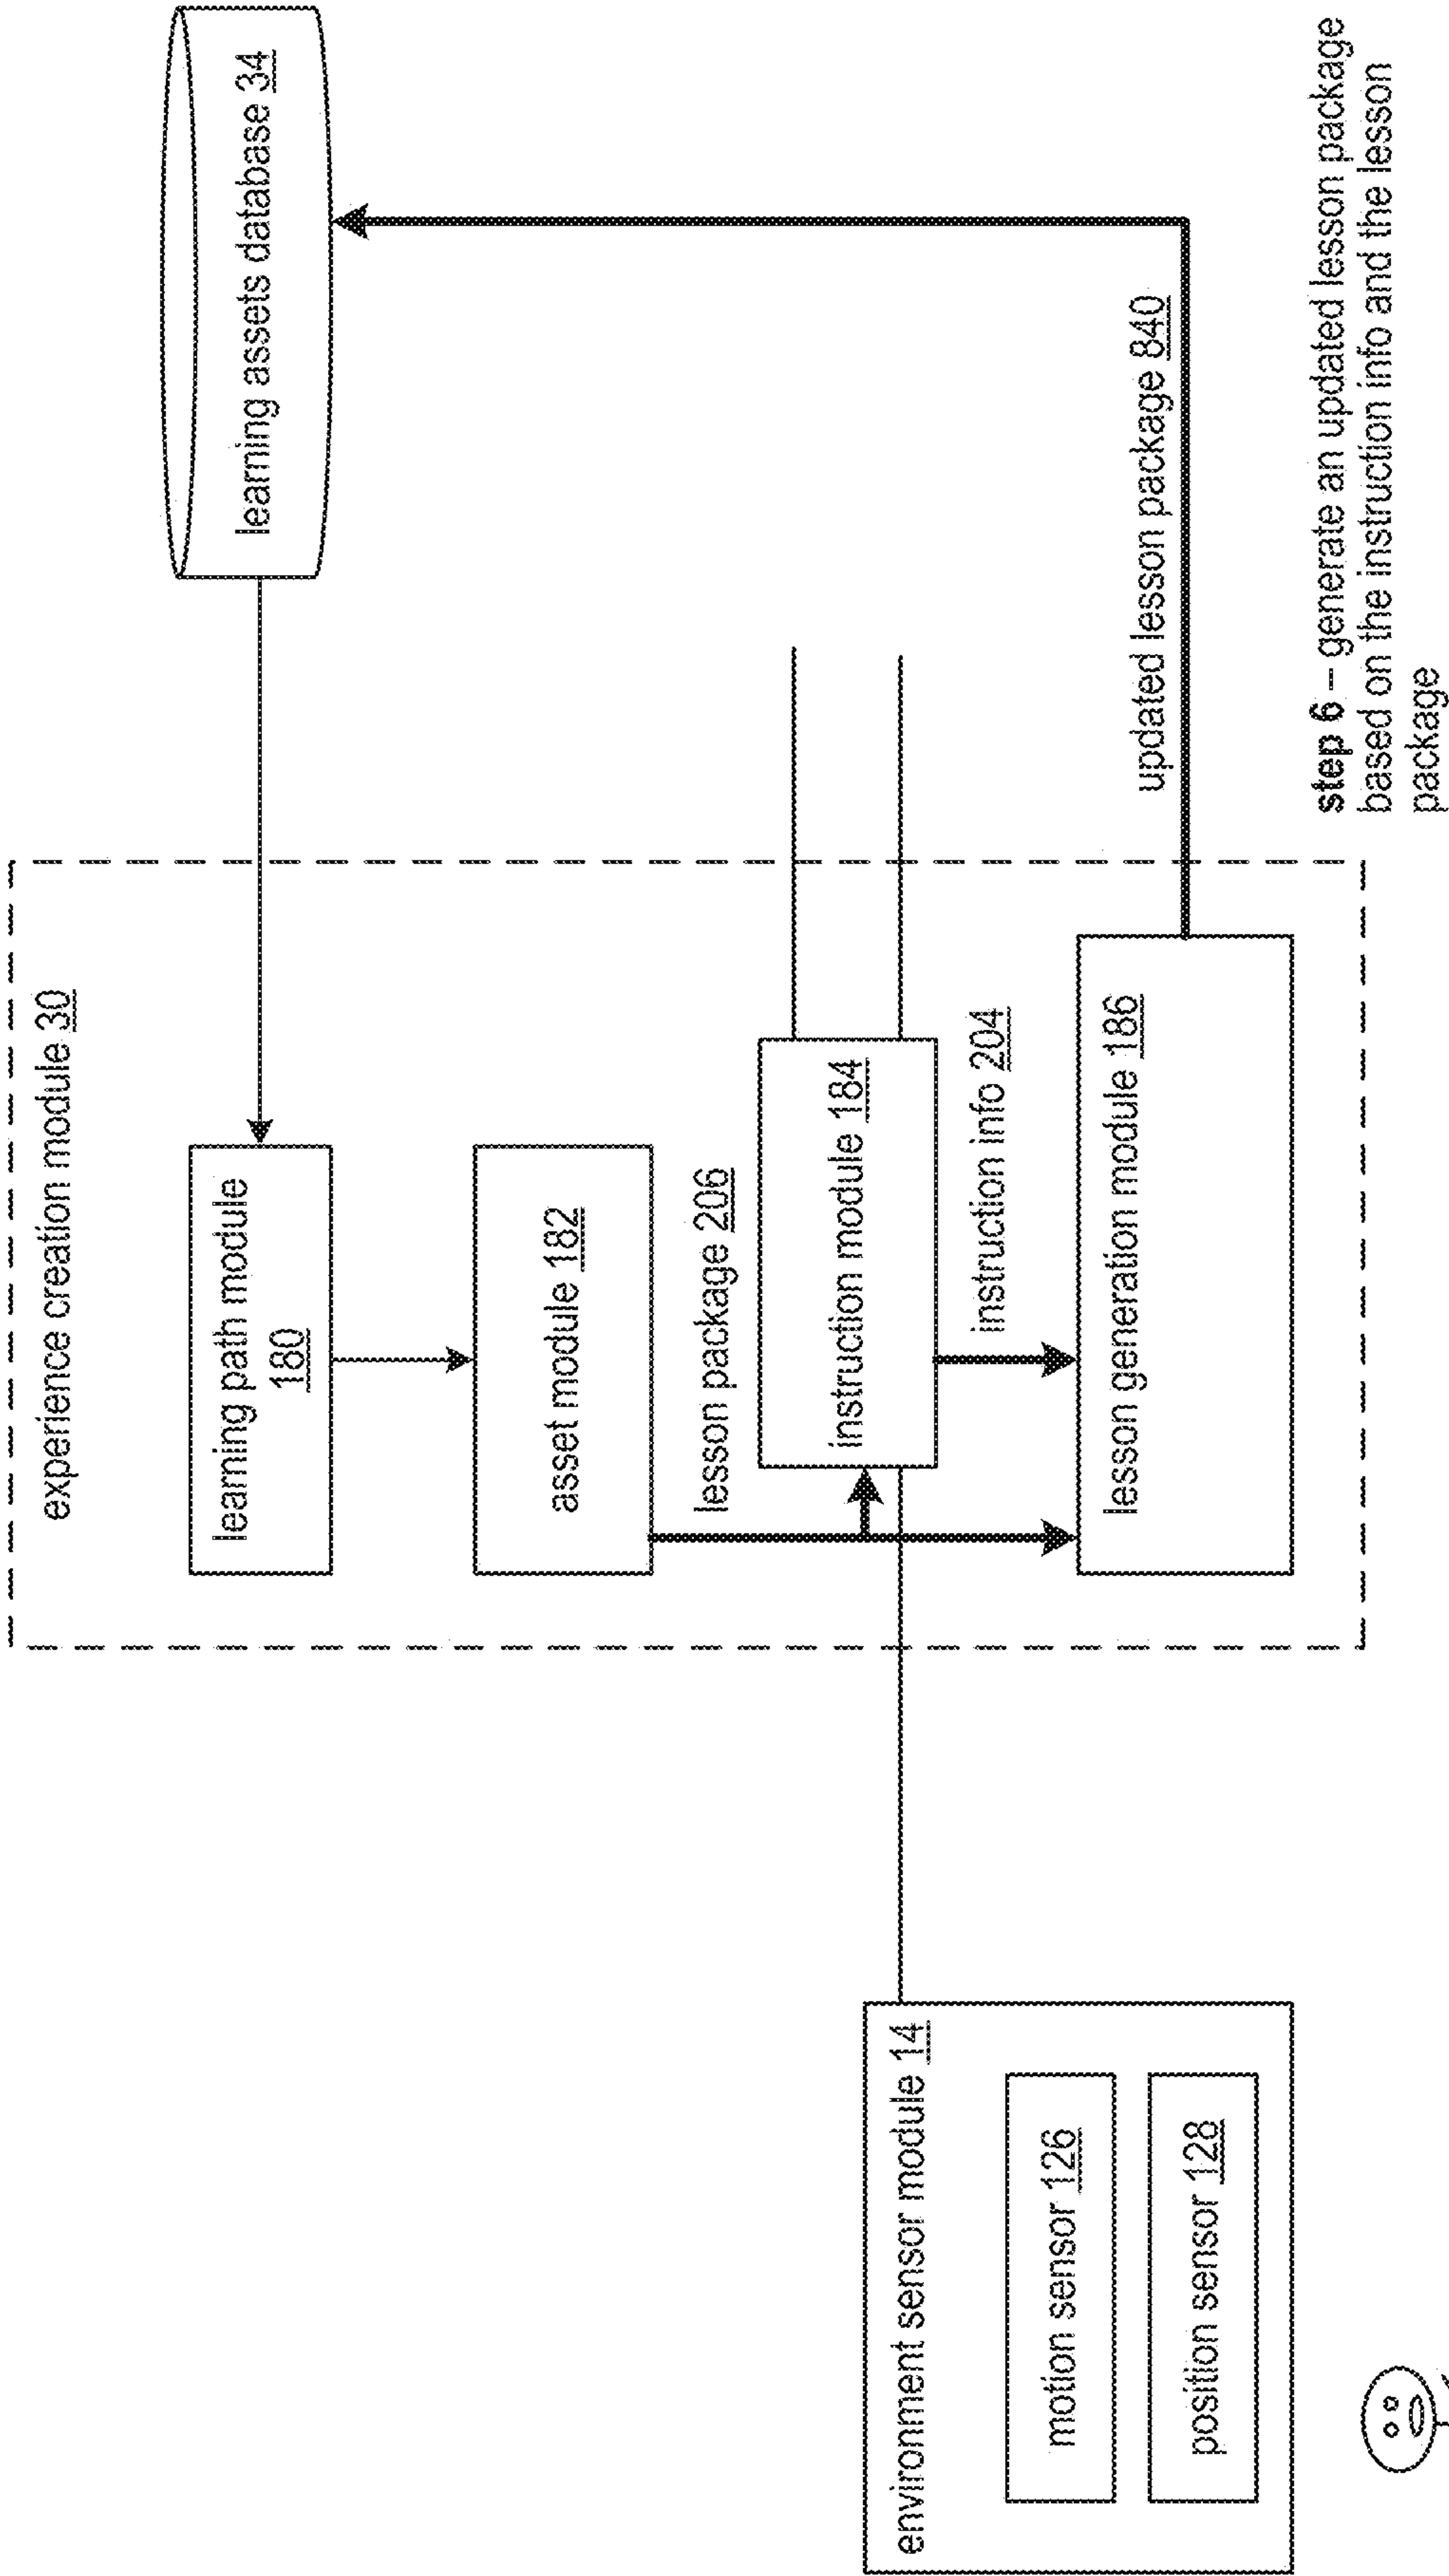 experience creation module 30
learning path module
180
learning assets database 34
asset module 182
lesson package 206
instruction module 184
instruction info 204
environment sensor module 14
motion sensor 126
position sensor 128
lesson generation module 186
updated lesson package 840
step 6 – generate an updated lesson package
based on the instruction info and the lesson
package